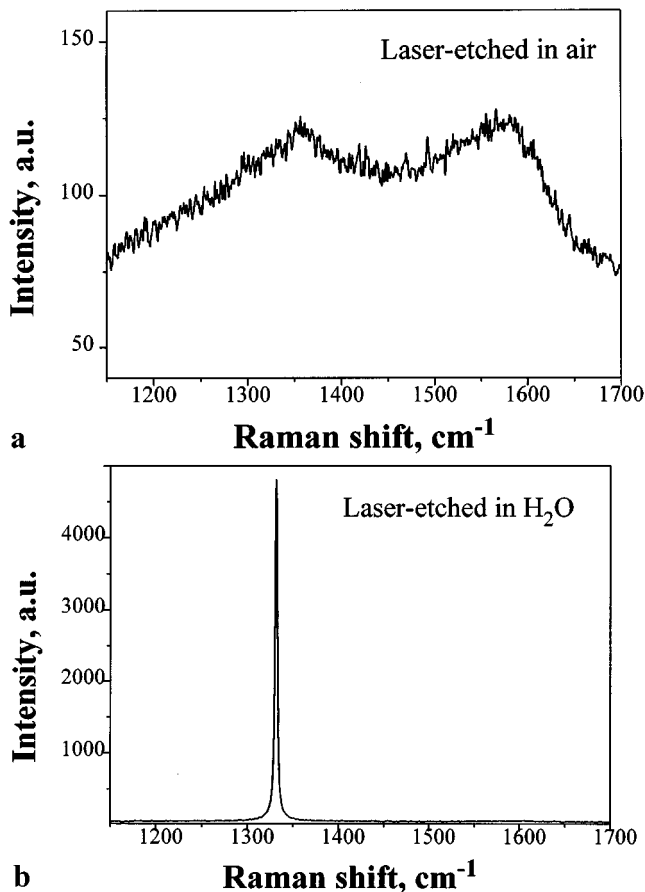 150
Laser-etched in air
100
50
Intensity, a.u.
1200 1300 1400 1500 1600 1700
a Raman shift, cm⁻¹
Laser-etched in H₂O
4000
3000
2000
1000
Intensity, a.u.
1200 1300 1400 1500 1600 1700
b Raman shift, cm⁻¹